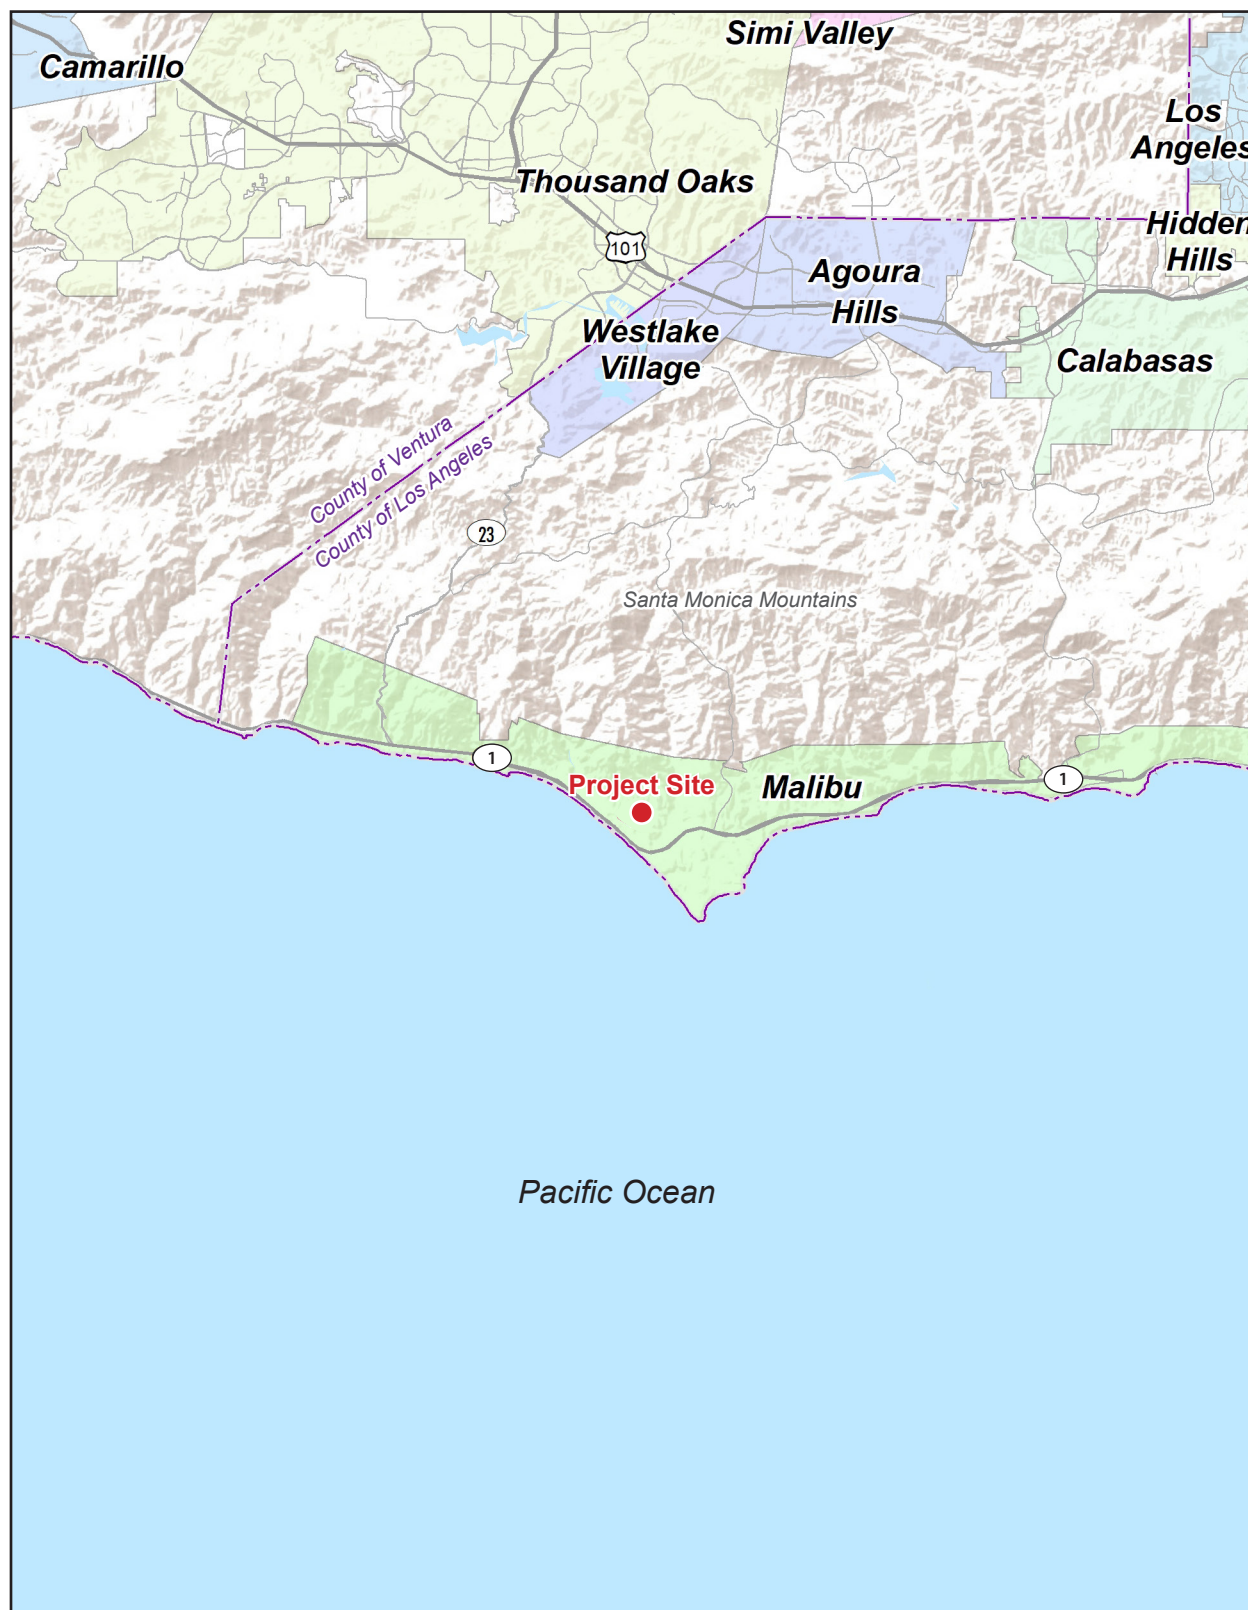 Simi Valley
Camarillo
Los
Angeles
Thousand Oaks
Hidden
Hills
101
Agoura
Hills
Westlake
Village
Calabasas
County of Ventura
County of Los Angeles
23
Santa Monica Mountains
1
Project Site
Malibu
1
Pacific Ocean